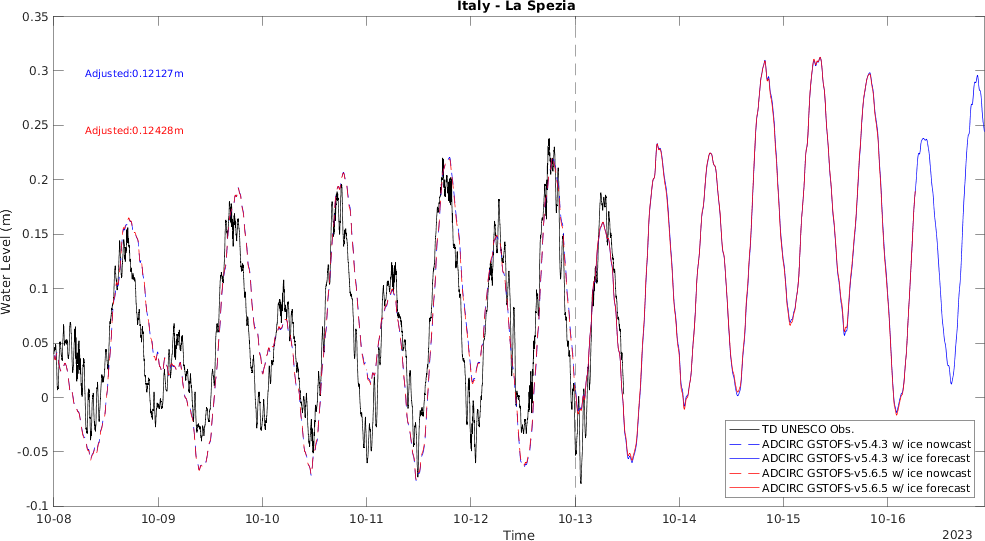 Italy - La Spezia
0.35
0.3
0.25
0.2
0.15
0.1
0.05
0
-0.05
-0.1
Water Level (m)
Adjusted:0.12127m
Adjusted:0.12428m
TD UNESCO Obs.
ADCIRC GSTOFS-v5.4.3 w/ ice nowcast
ADCIRC GSTOFS-v5.4.3 w/ ice forecast
ADCIRC GSTOFS-v5.6.5 w/ ice nowcast
ADCIRC GSTOFS-v5.6.5 w/ ice forecast
10-08 10-09 10-10 10-11 10-12 10-13 10-14 10-15 10-16
Time
2023